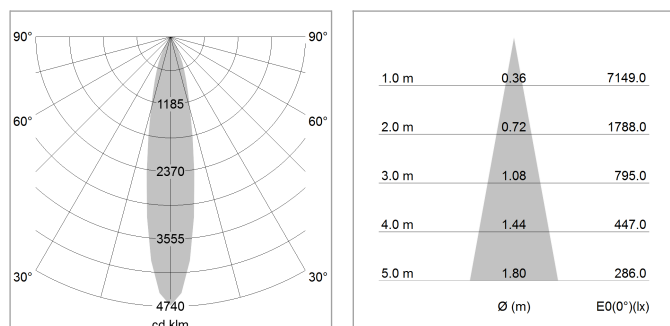 90° 90°
1185
60° 60°
2370
3555
30° 30°
4740
cd klm
1.0 m 0.36 7149.0
2.0 m 0.72 1788.0
3.0 m 1.08 795.0
4.0 m 1.44 447.0
5.0 m 1.80 286.0
Ø (m) E0(0°)(lx)